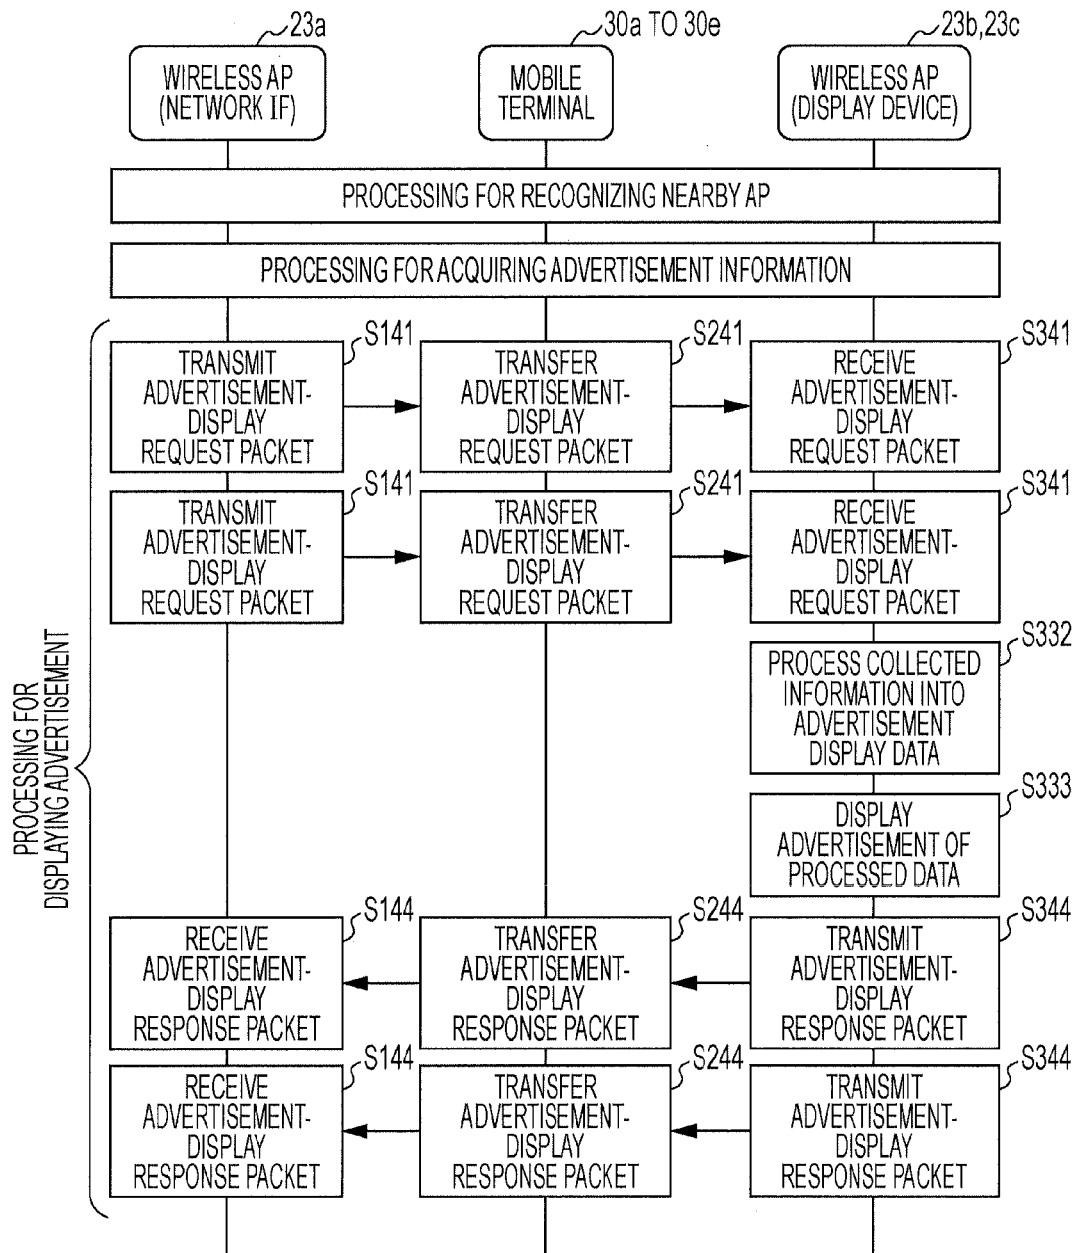 23a
30a TO 30e
23b,23c
WIRELESS AP
(NETWORK IF)
MOBILE
TERMINAL
WIRELESS AP
(DISPLAY DEVICE)
PROCESSING FOR RECOGNIZING NEARBY AP
PROCESSING FOR ACQUIRING ADVERTISEMENT INFORMATION
PROCESSING FOR
DISPLAYING ADVERTISEMENT
S141
TRANSMIT
ADVERTISEMENT-
DISPLAY
REQUEST PACKET
S241
TRANSFER
ADVERTISEMENT-
DISPLAY
REQUEST PACKET
S341
RECEIVE
ADVERTISEMENT-
DISPLAY
REQUEST PACKET
S141
TRANSMIT
ADVERTISEMENT-
DISPLAY
REQUEST PACKET
S241
TRANSFER
ADVERTISEMENT-
DISPLAY
REQUEST PACKET
S341
RECEIVE
ADVERTISEMENT-
DISPLAY
REQUEST PACKET
S332
PROCESS COLLECTED
INFORMATION INTO
ADVERTISEMENT
DISPLAY DATA
S333
DISPLAY
ADVERTISEMENT OF
PROCESSED DATA
S144
RECEIVE
ADVERTISEMENT-
DISPLAY
RESPONSE PACKET
S244
TRANSFER
ADVERTISEMENT-
DISPLAY
RESPONSE PACKET
S344
TRANSMIT
ADVERTISEMENT-
DISPLAY
RESPONSE PACKET
S144
RECEIVE
ADVERTISEMENT-
DISPLAY
RESPONSE PACKET
S244
TRANSFER
ADVERTISEMENT-
DISPLAY
RESPONSE PACKET
S344
TRANSMIT
ADVERTISEMENT-
DISPLAY
RESPONSE PACKET